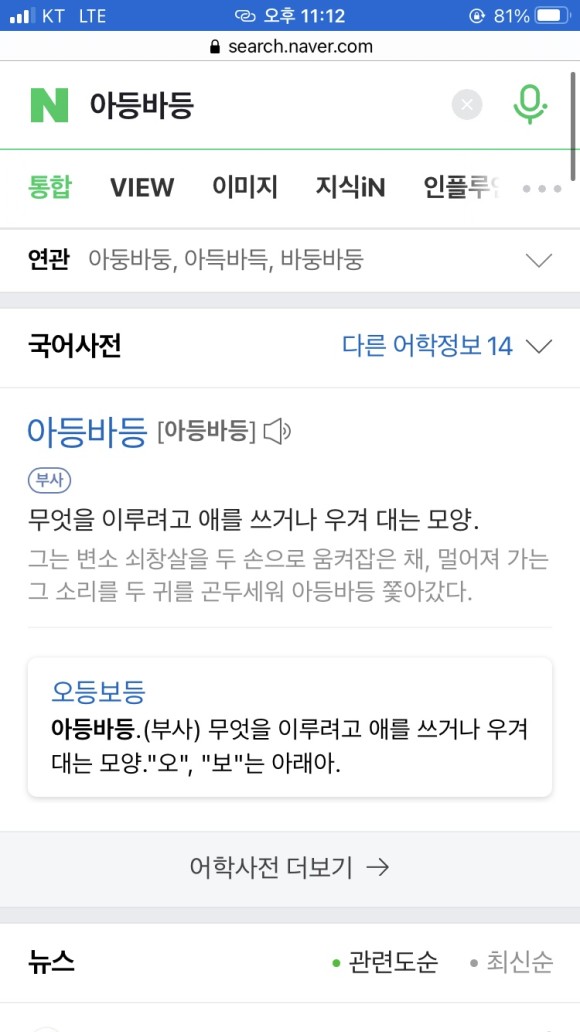 KT LTE 오후 11:12 81%
search.naver.com
N 아등바등
통합 VIEW 이미지 지식iN 인플루
연관 아둥바둥, 아득바득, 바둥바둥
국어사전 다른 어학정보 14
아등바등 [아등바등]
부사
무엇을 이루려고 애를 쓰거나 우겨 대는 모양.
그는 변소 쇠창살을 두 손으로 움켜잡은 채, 멀어져 가는
그 소리를 두 귀를 곤두세워 아등바등 쫓아갔다.
오등보등
아등바등.(부사) 무엇을 이루려고 애를 쓰거나 우겨
대는 모양."오", "보"는 아래아.
어학사전 더보기 →
뉴스 • 관련도순 • 최신순